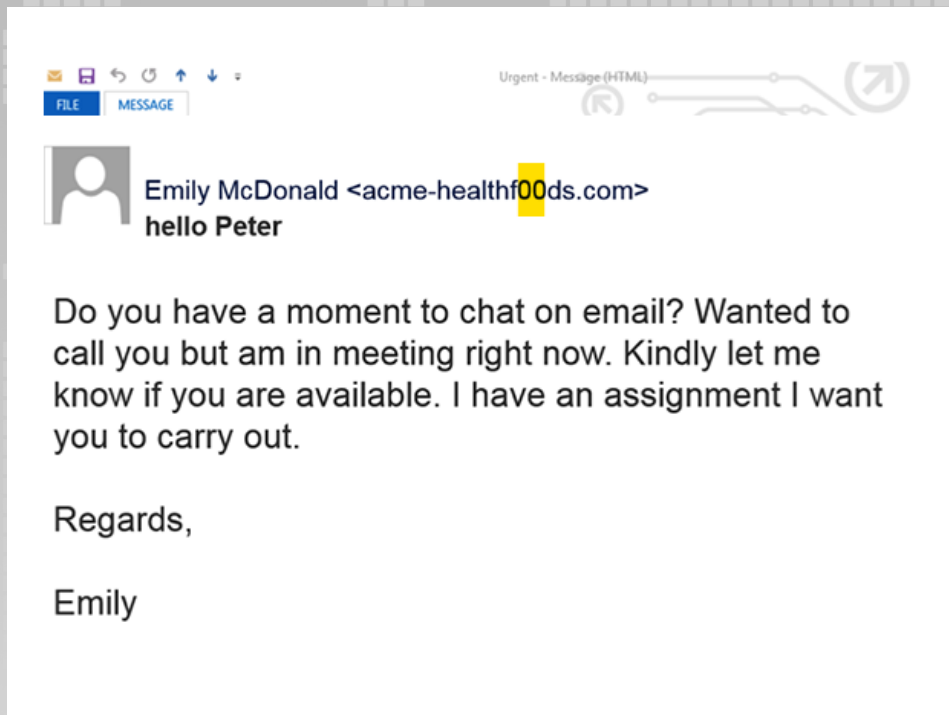 Urgent - Message (HTML)
FILE MESSAGE
Emily McDonald <acme-healthf00ds.com>
hello Peter
Do you have a moment to chat on email? Wanted to
call you but am in meeting right now. Kindly let me
know if you are available. I have an assignment I want
you to carry out.
Regards,
Emily